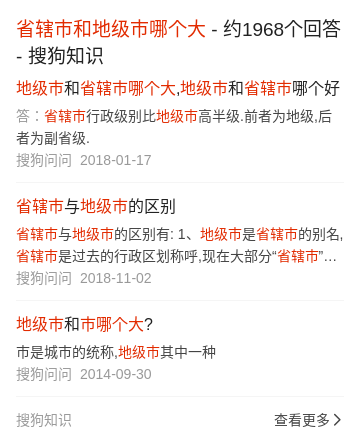 省辖市和地级市哪个大 - 约1968个回答
- 搜狗知识
地级市和省辖市哪个大,地级市和省辖市哪个好
答：省辖市行政级别比地级市高半级.前者为地级,后
者为副省级.
搜狗问问 2018-01-17
省辖市与地级市的区别
省辖市与地级市的区别有: 1、地级市是省辖市的别名,
省辖市是过去的行政区划称呼,现在大部分“省辖市”…
搜狗问问 2018-11-02
地级市和市哪个大?
市是城市的统称,地级市其中一种
搜狗问问 2014-09-30
搜狗知识 查看更多